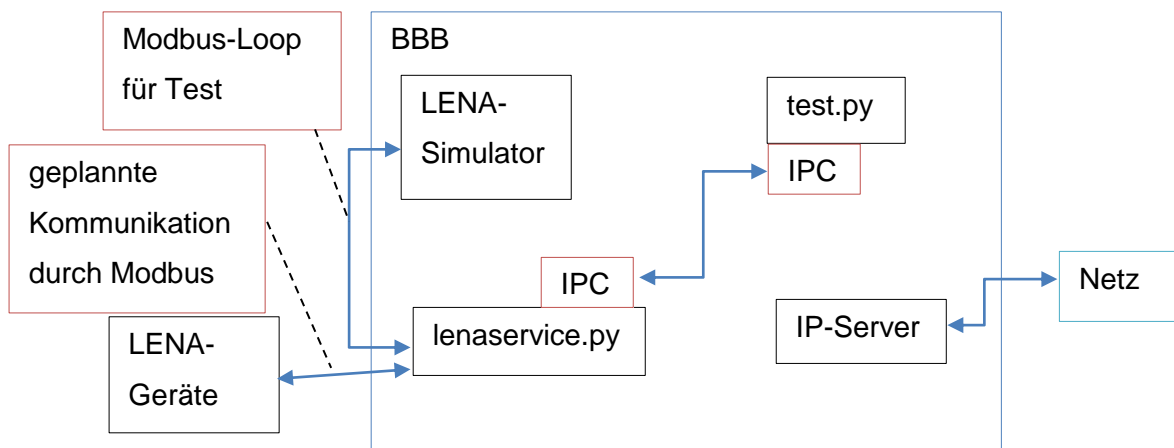 Modbus-Loop
für Test
BBB
LENA-
Simulator
test.py
IPC
geplannte
Kommunikation
durch Modbus
IPC
Netz
lenaservice.py
IP-Server
LENA-
Geräte